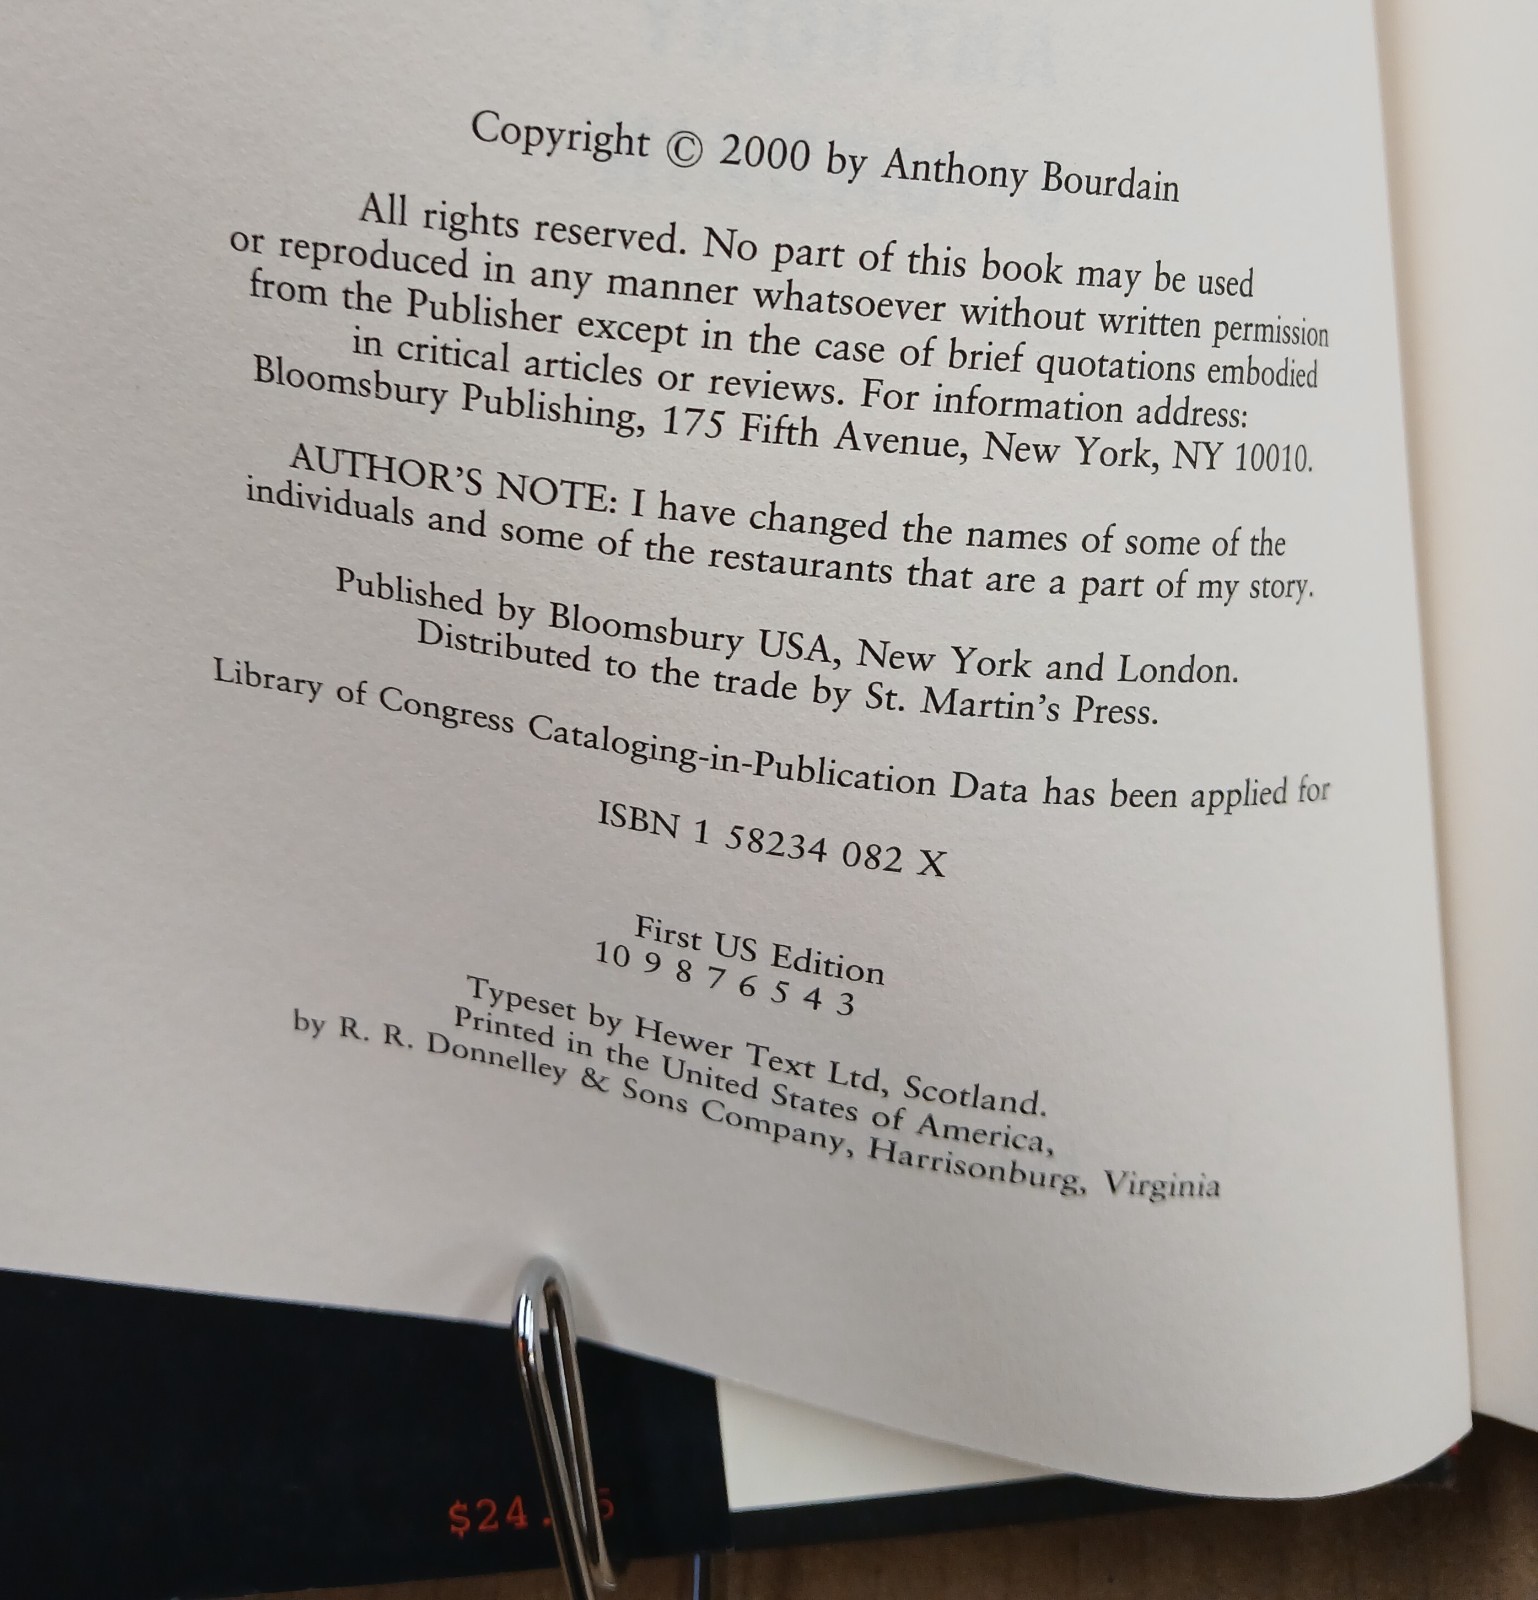 Copyright © 2000 by Anthony Bourdain
All rights reserved. No part of this book may be used
or reproduced in any manner whatsoever without written permission
from the Publisher except in the case of brief quotations embodied
in critical articles or reviews. For information address:
Bloomsbury Publishing, 175 Fifth Avenue, New York, NY 10010.
AUTHOR'S NOTE: I have changed the names of some of the
individuals and some of the restaurants that are a part of my story.
Published by Bloomsbury USA, New York and London.
Distributed to the trade by St. Martin's Press.
Library of Congress Cataloging-in-Publication Data has been applied for
ISBN 1 58234 082 X
First US Edition
10 9 8 7 6 5 4 3
Typeset by Hewer Text Ltd, Scotland.
Printed in the United States of America,
by R. R. Donnelley & Sons Company, Harrisonburg, Virginia